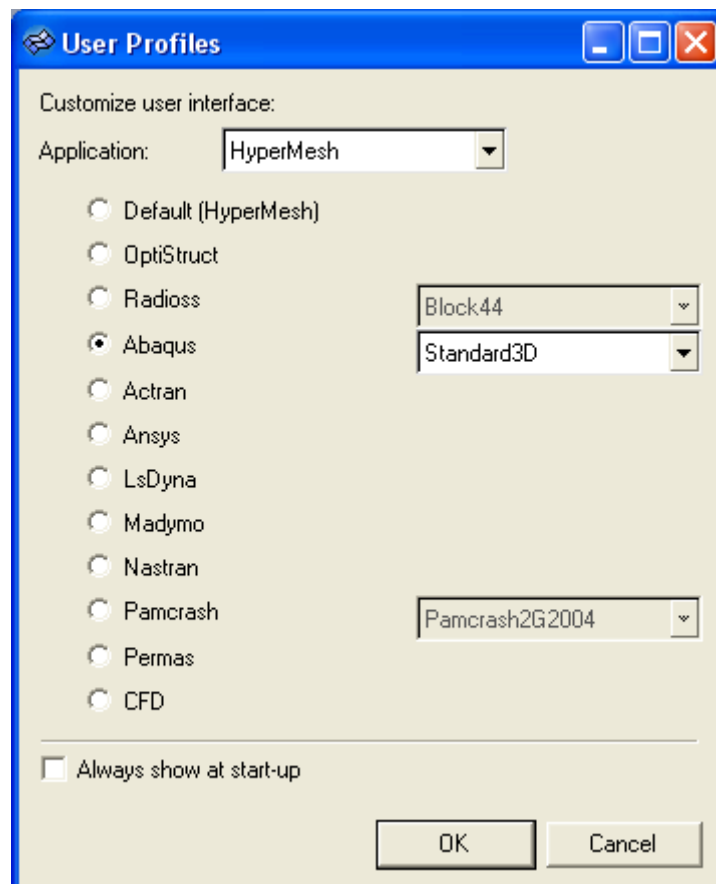 User Profiles
Customize user interface:
Application: HyperMesh
Default (HyperMesh)
OptiStruct
Radioss Block44
Abaqus Standard3D
Actran
Ansys
LsDyna
Madymo
Nastran
Pamcrash Pamcrash2G2004
Permas
CFD
Always show at start-up
OK Cancel